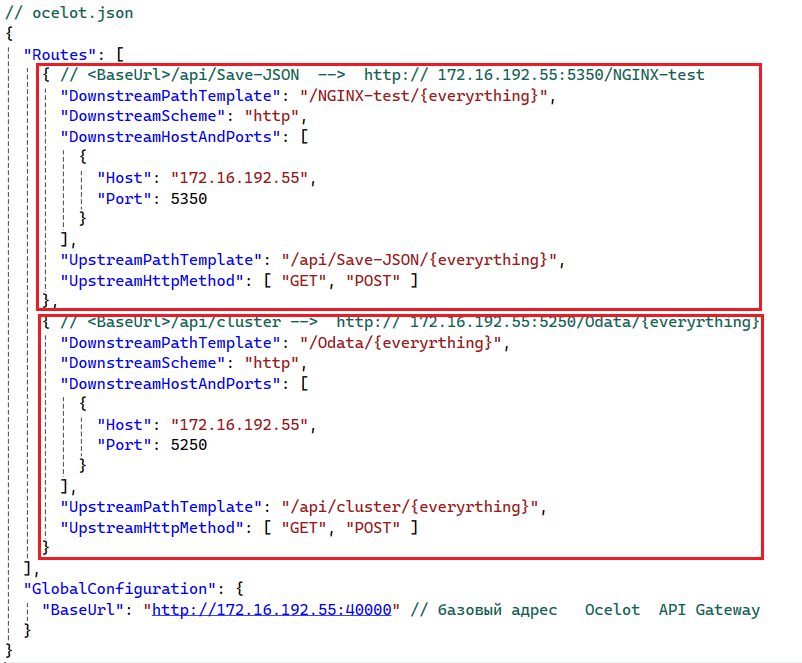 // ocelot.json
{
"Routes": [
{ // <BaseUrl>/api/Save-JSON --> http:// 172.16.192.55:5350/NGINX-test
"DownstreamPathTemplate": "/NGINX-test/{everyrthing}",
"DownstreamScheme": "http",
"DownstreamHostAndPorts": [
{
"Host": "172.16.192.55",
"Port": 5350
}
],
"UpstreamPathTemplate": "/api/Save-JSON/{everyrthing}",
"UpstreamHttpMethod": [ "GET", "POST" ]
},
{ // <BaseUrl>/api/cluster --> http:// 172.16.192.55:5250/Odata/{everyrthing}
"DownstreamPathTemplate": "/Odata/{everyrthing}",
"DownstreamScheme": "http",
"DownstreamHostAndPorts": [
{
"Host": "172.16.192.55",
"Port": 5250
}
],
"UpstreamPathTemplate": "/api/cluster/{everyrthing}",
"UpstreamHttpMethod": [ "GET", "POST" ]
}
],
"GlobalConfiguration": {
"BaseUrl": "http://172.16.192.55:40000" // базовый адрес Ocelot API Gateway
}
}